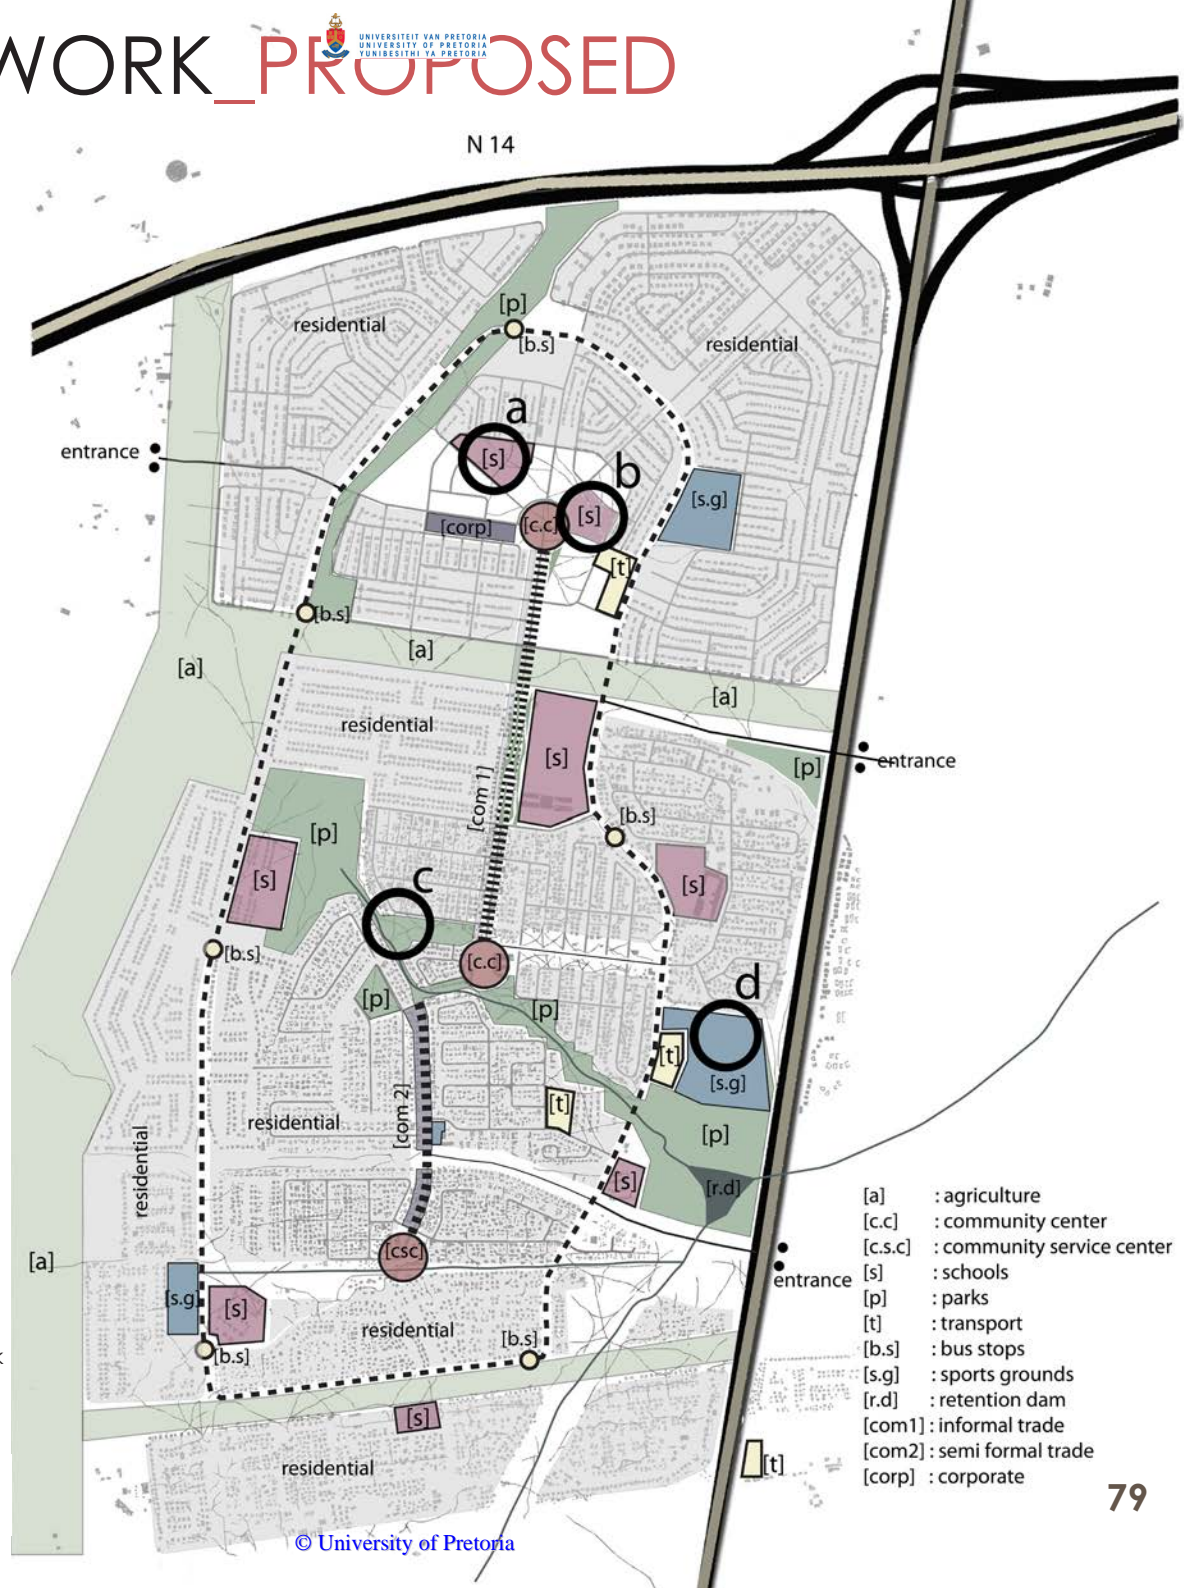 WORK_PROPOSED
UNIVERSITEIT VAN PRETORIA
UNIVERSITY OF PRETORIA
YUNIBESITHI YA PRETORIA
N 14
[p]
residential
[b.s]
residential
a
entrance
[s]
b
[s.g]
[corp]
[c.c]
[s]
[t]
[b.s]
[a]
[a]
[a]
residential
[s]
[p]
entrance
[com 1]
[b.s]
[p]
[s]
[s]
c
[b.s]
[c.c]
d
[p]
[p]
[t]
[s.g]
[com 2]
[t]
residential
[p]
residential
[s]
[r.d]
[csc]
[a]
entrance
[s.g]
[s]
residential
[b.s]
[b.s]
[s]
residential
[t]
[a] : agriculture
[c.c] : community center
[c.s.c] : community service center
[s] : schools
[p] : parks
[t] : transport
[b.s] : bus stops
[s.g] : sports grounds
[r.d] : retention dam
[com1] : informal trade
[com2] : semi formal trade
[corp] : corporate
79
© University of Pretoria